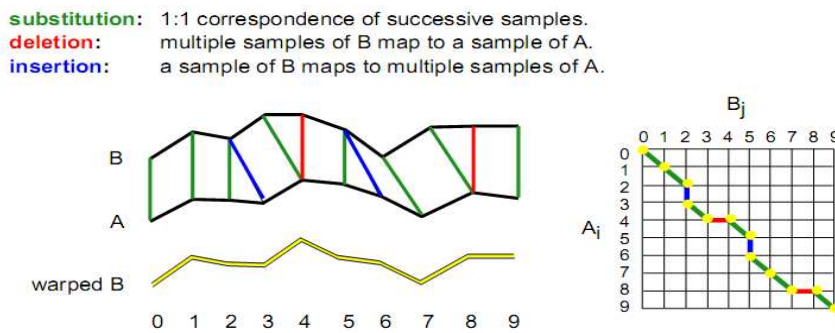 substitution: 1:1 correspondence of successive samples.
deletion: multiple samples of B map to a sample of A.
insertion: a sample of B maps to multiple samples of A.
B
A
warped B
0 1 2 3 4 5 6 7 8 9
Bj
0 1 2 3 4 5 6 7 8 9
Ai
0
1
2
3
4
5
6
7
8
9